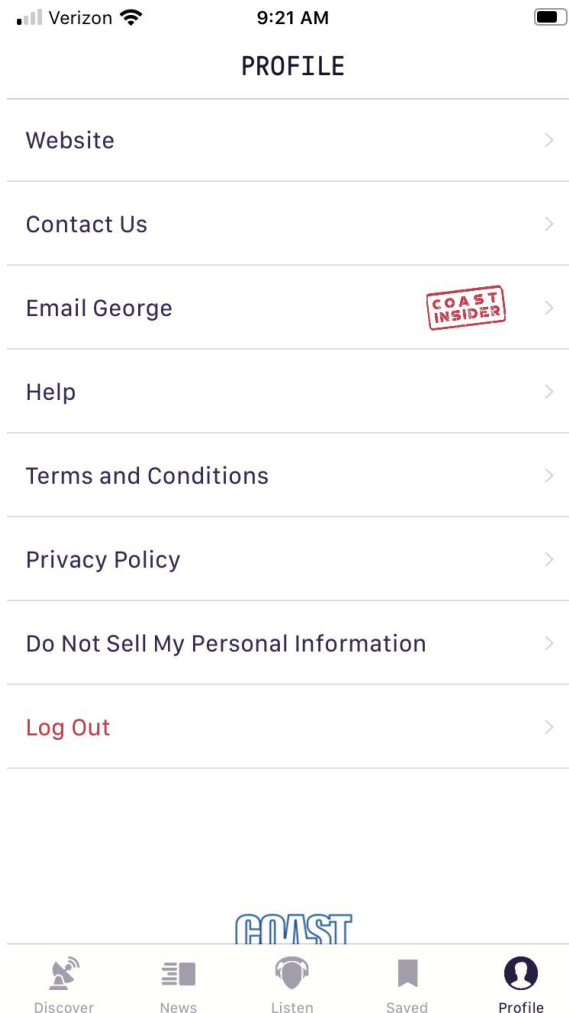 Verizon 9:21 AM
PROFILE
Website
Contact Us
Email George
COAST
INSIDER
Help
Terms and Conditions
Privacy Policy
Do Not Sell My Personal Information
Log Out
COAST
Discover News Listen Saved Profile